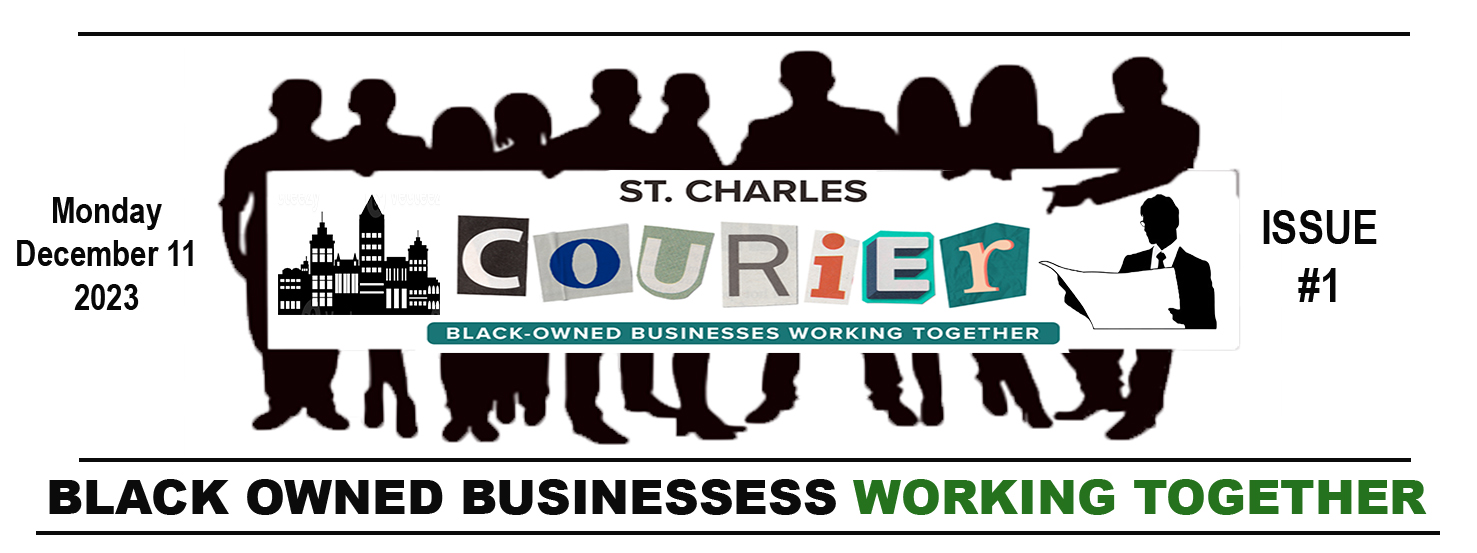 Monday
December 11
2023
ST. CHARLES
COURiEr
BLACK-OWNED BUSINESSES WORKING TOGETHER
ISSUE
#1
BLACK OWNED BUSINESSESS WORKING TOGETHER